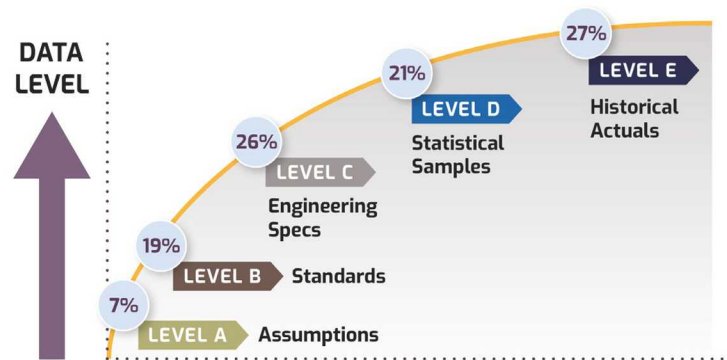 DATA
LEVEL
27%
LEVEL E
Historical
Actuals
21%
LEVEL D
Statistical
Samples
26%
LEVEL C
Engineering
Specs
19%
LEVEL B
Standards
7%
LEVEL A
Assumptions